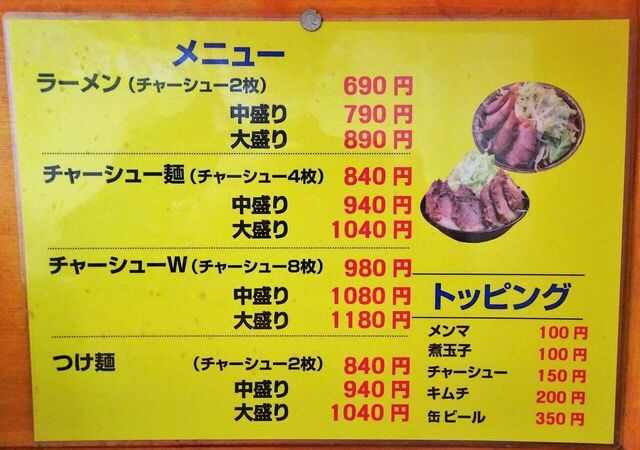 メニュー
ラーメン(チャーシュー2枚) 690円
中盛り 790円
大盛り 890円
チャーシュー麺(チャーシュー4枚) 840円
中盛り 940円
大盛り 1040円
チャーシューW(チャーシュー8枚) 980円
中盛り 1080円
大盛り 1180円
つけ麺 (チャーシュー2枚) 840円
中盛り 940円
大盛り 1040円
トッピング
メンマ 100円
煮玉子 100円
チャーシュー 150円
キムチ 200円
缶ビール 350円